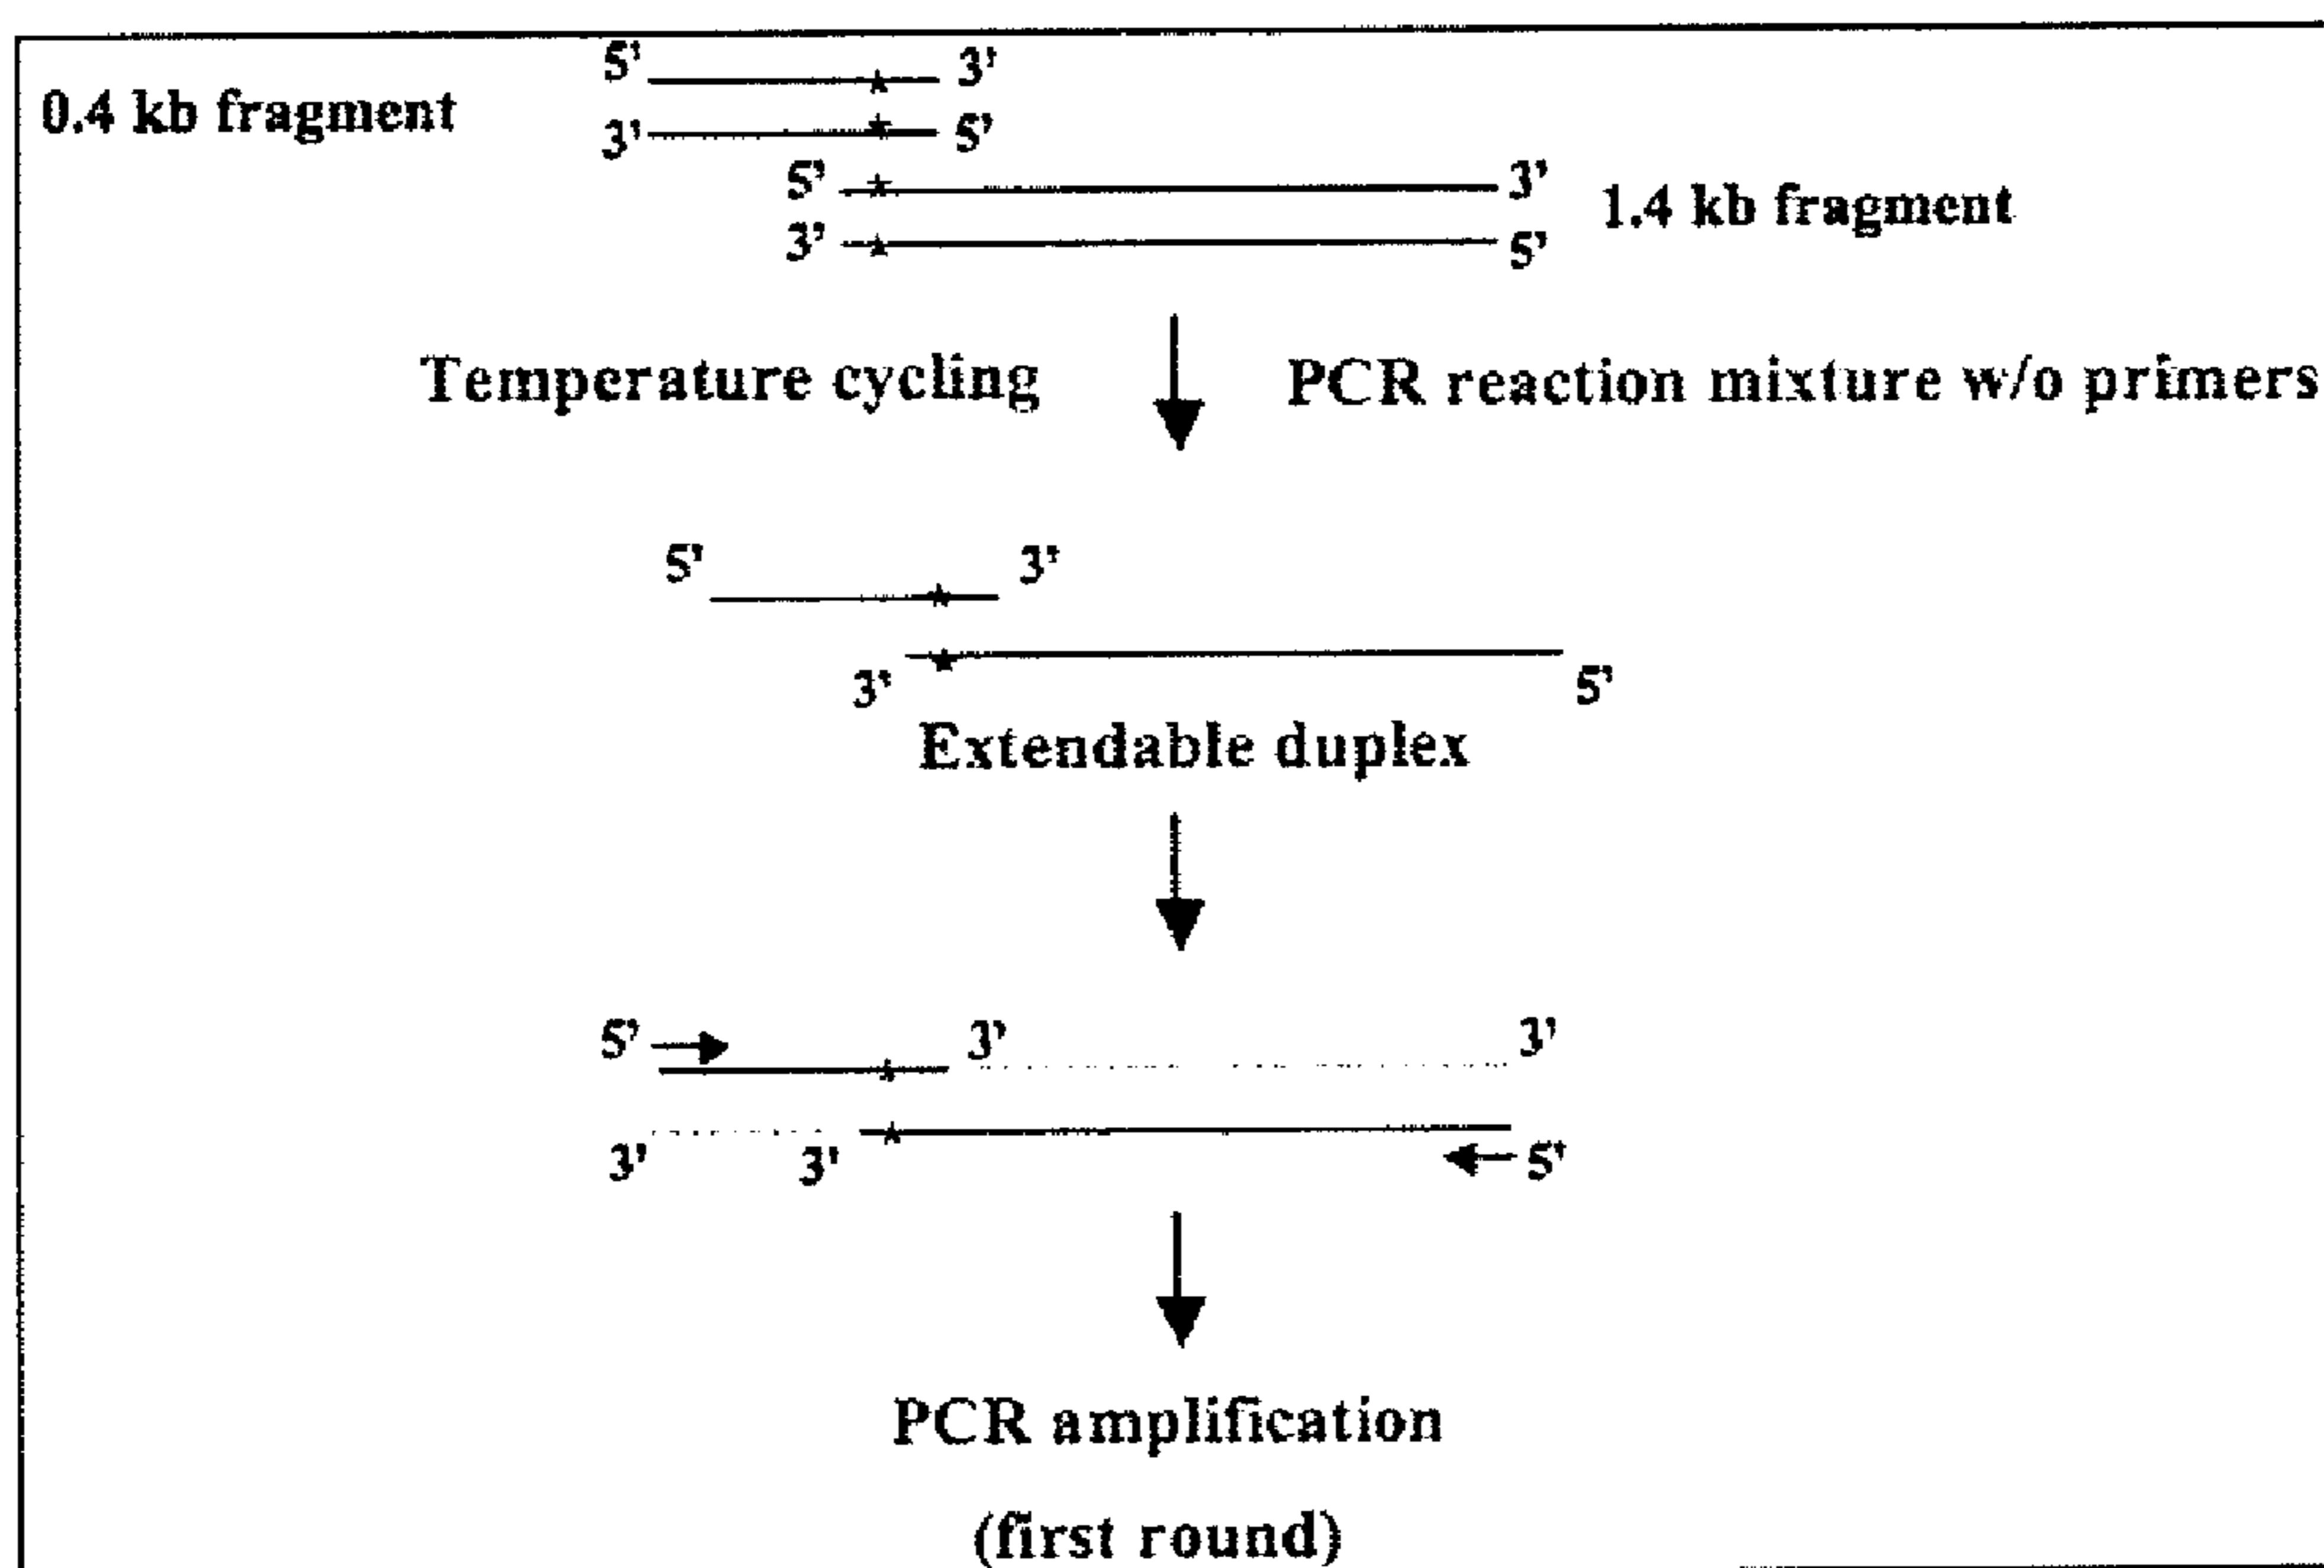 5' 3'
0.4 kb fragment
3' 5'
5' 3'
1.4 kb fragment
3' 5'
Temperature cycling PCR reaction mixture w/o primers
5' 3'
3' 5'
Extendable duplex
5' 3' 3'
3' 3' 5'
PCR amplification
(first round)